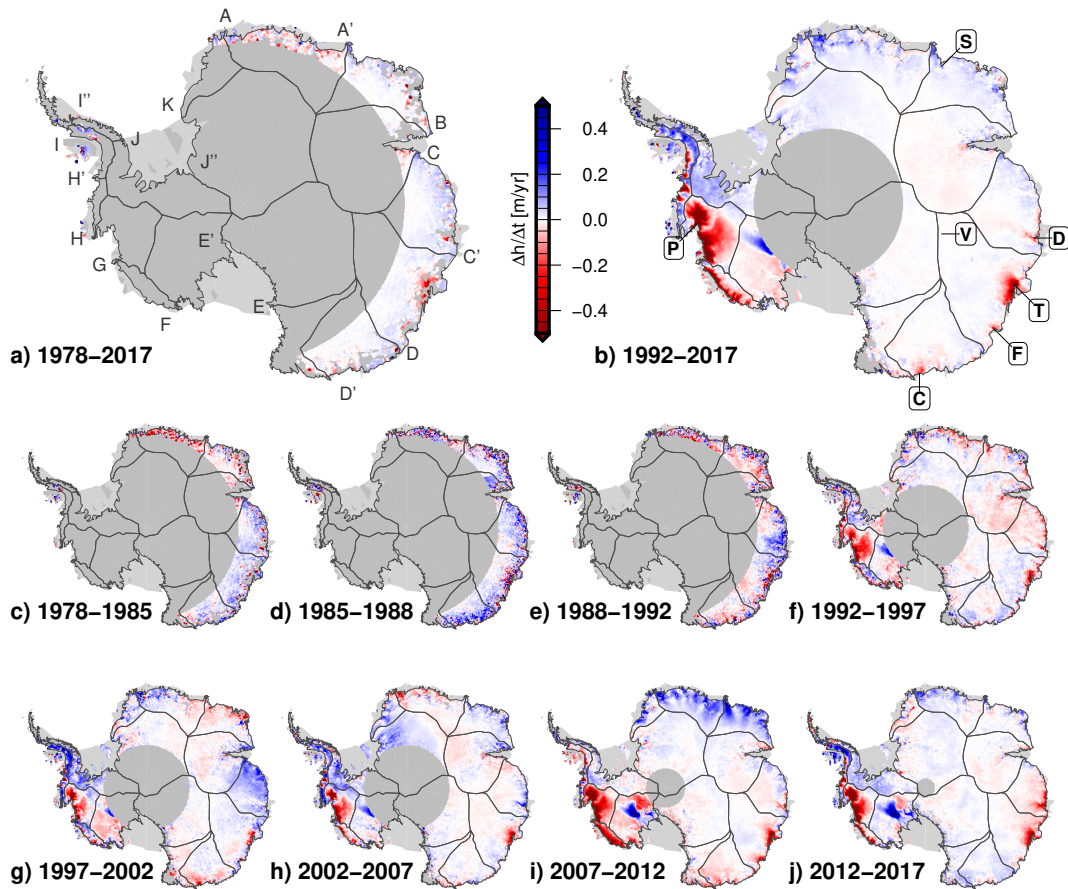 A
A'
S
I''
K
B
I
J
C
J''
H'
H
E'
G
C'
P
V
D
E
T
F
D
F
D'
C
0.4
0.2
0.0
−0.2
−0.4
Δh/Δt [m/yr]
a) 1978−2017
b) 1992−2017
c) 1978−1985
d) 1985−1988
e) 1988−1992
f) 1992−1997
g) 1997−2002
h) 2002−2007
i) 2007−2012
j) 2012−2017